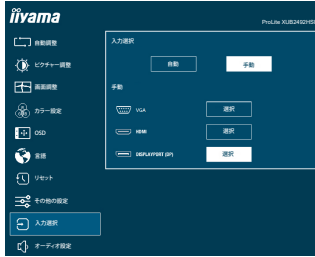 iiyama
ProLite XUB2492HSU
自動調整
ピクチャー調整
画面調整
カラー設定
OSD
言語
リセット
その他の設定
入力選択
オーディオ設定
入力選択
自動
手動
手動
VGA
選択
HDMI
選択
DISPLAYPORT (DP)
選択